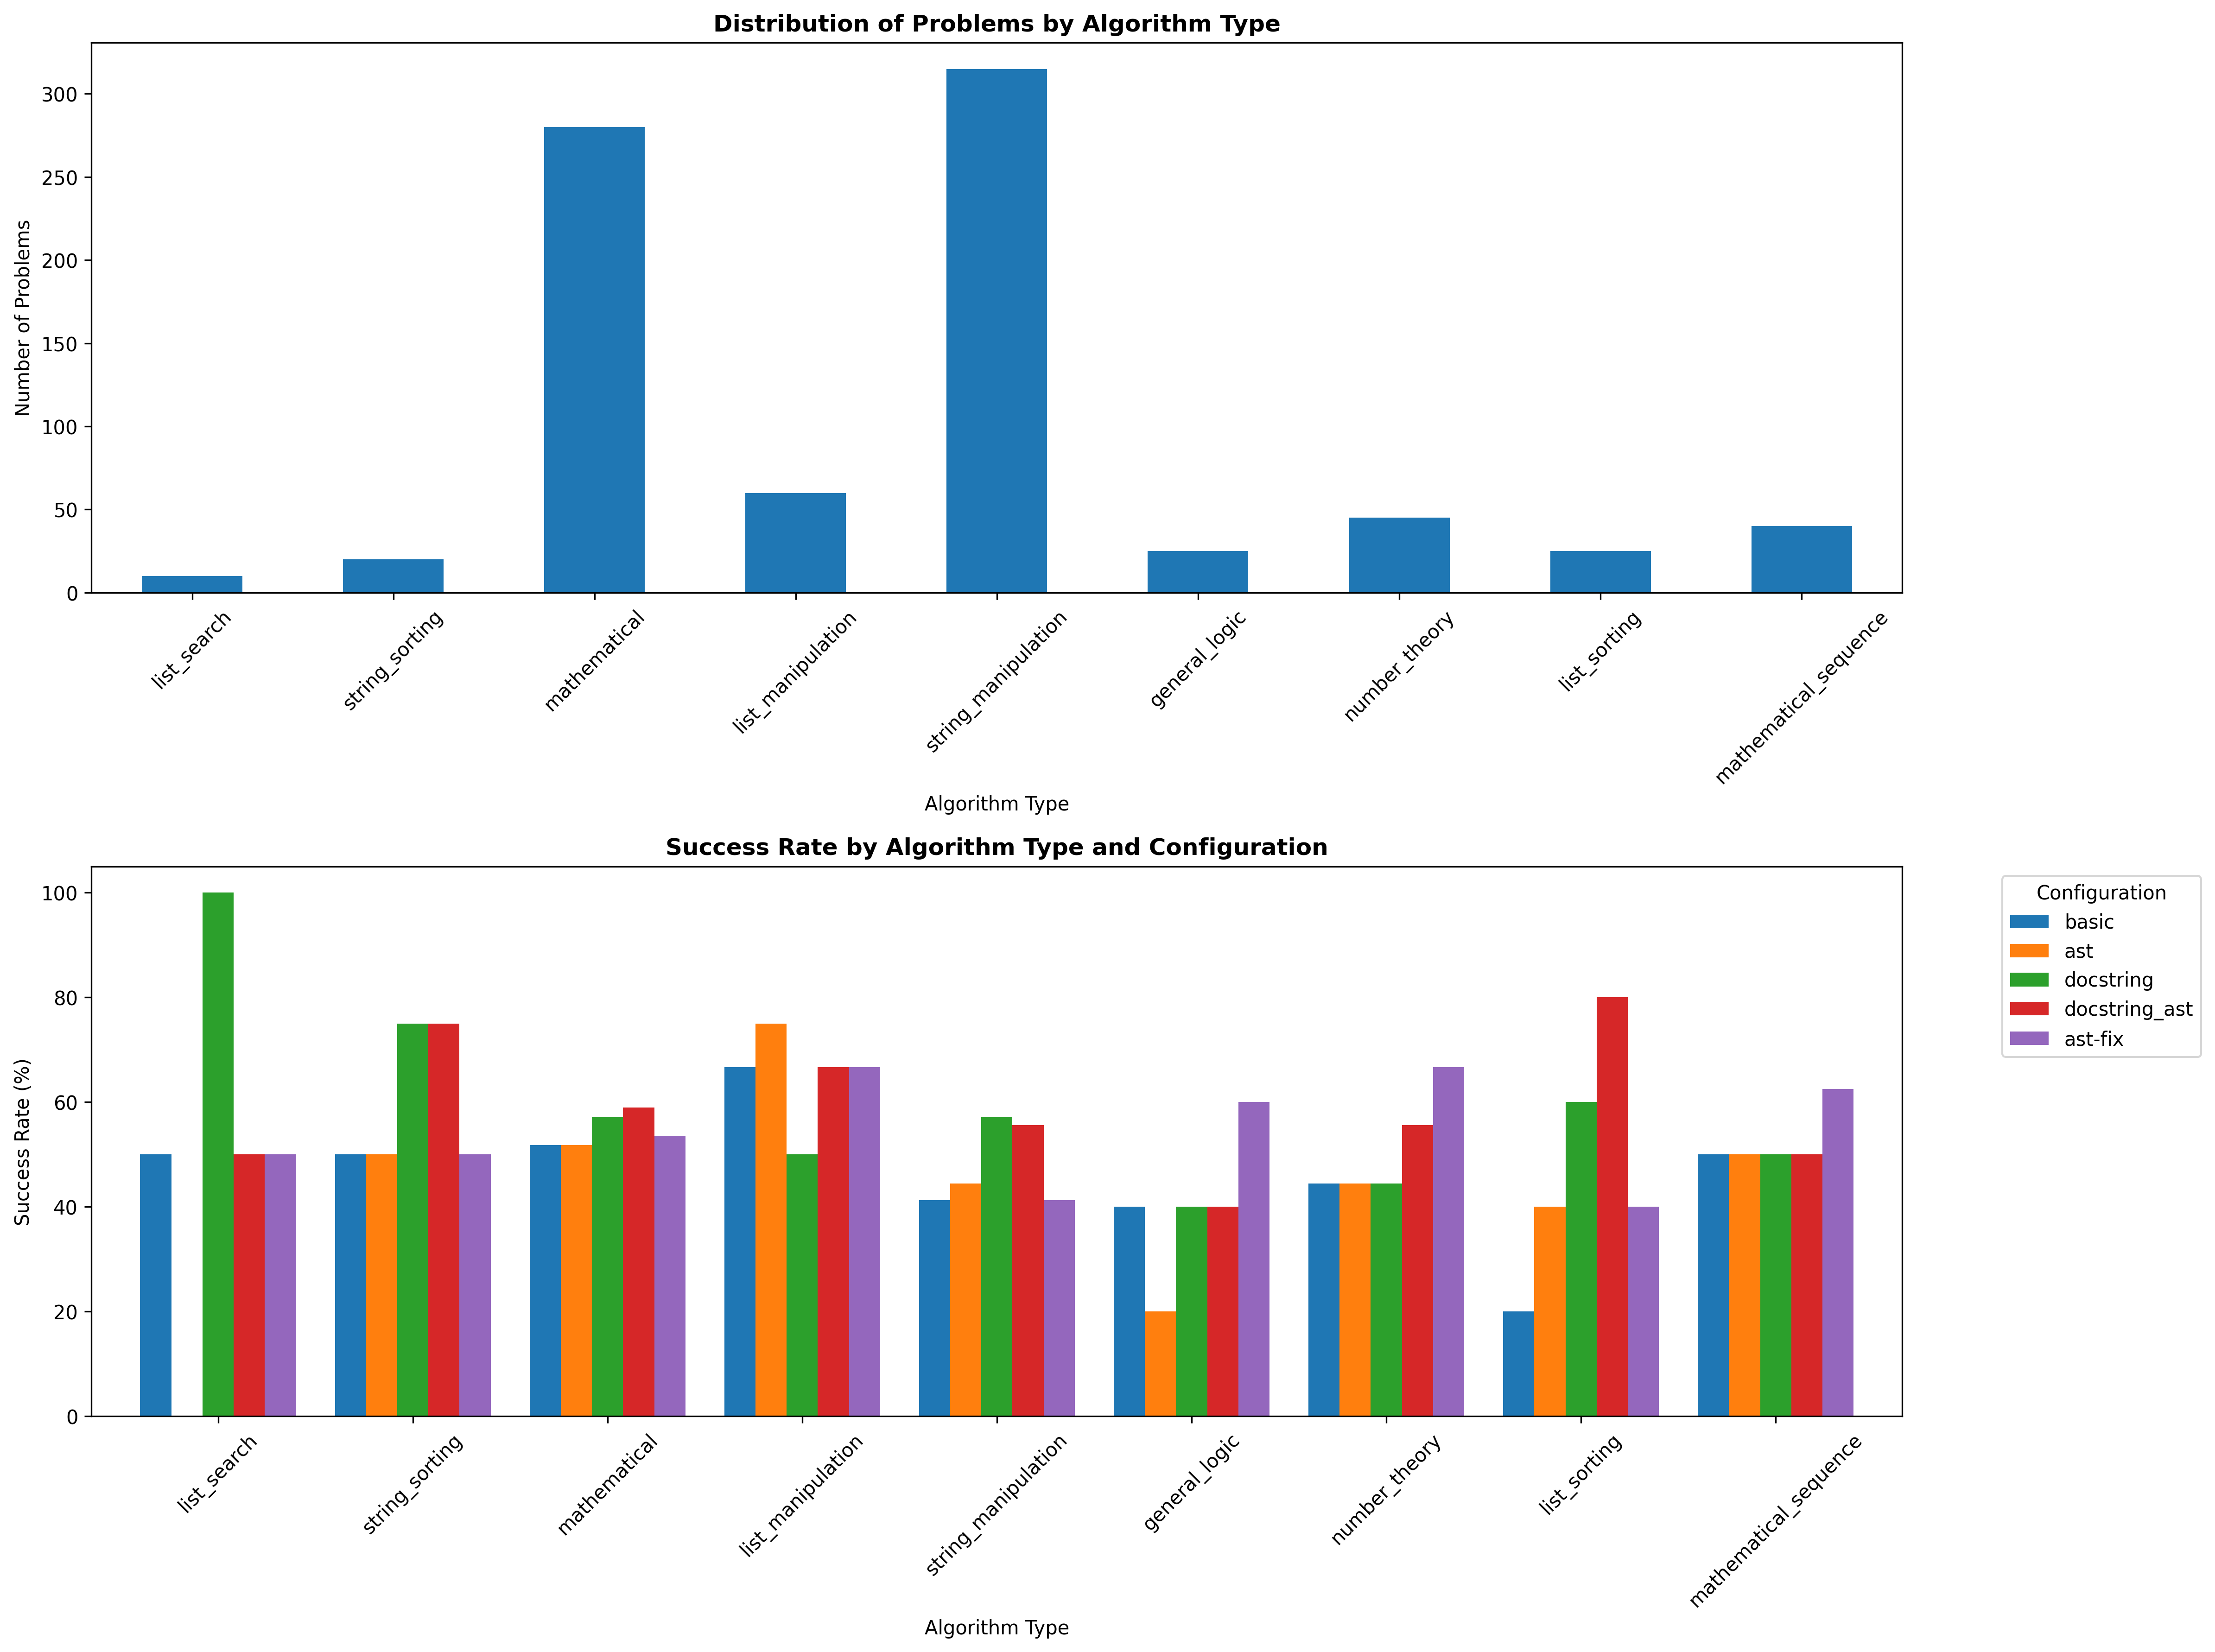 Distribution of Problems by Algorithm Type
300
250
200
150
100
50
0
Number of Problems
list_search
string_sorting
mathematical
list_manipulation
string_manipulation
general_logic
number_theory
list_sorting
mathematical_sequence
Algorithm Type
Success Rate by Algorithm Type and Configuration
100
80
60
40
20
0
Success Rate (%)
Configuration
basic
ast
docstring
docstring_ast
ast-fix
list_search
string_sorting
mathematical
list_manipulation
string_manipulation
general_logic
number_theory
list_sorting
mathematical_sequence
Algorithm Type